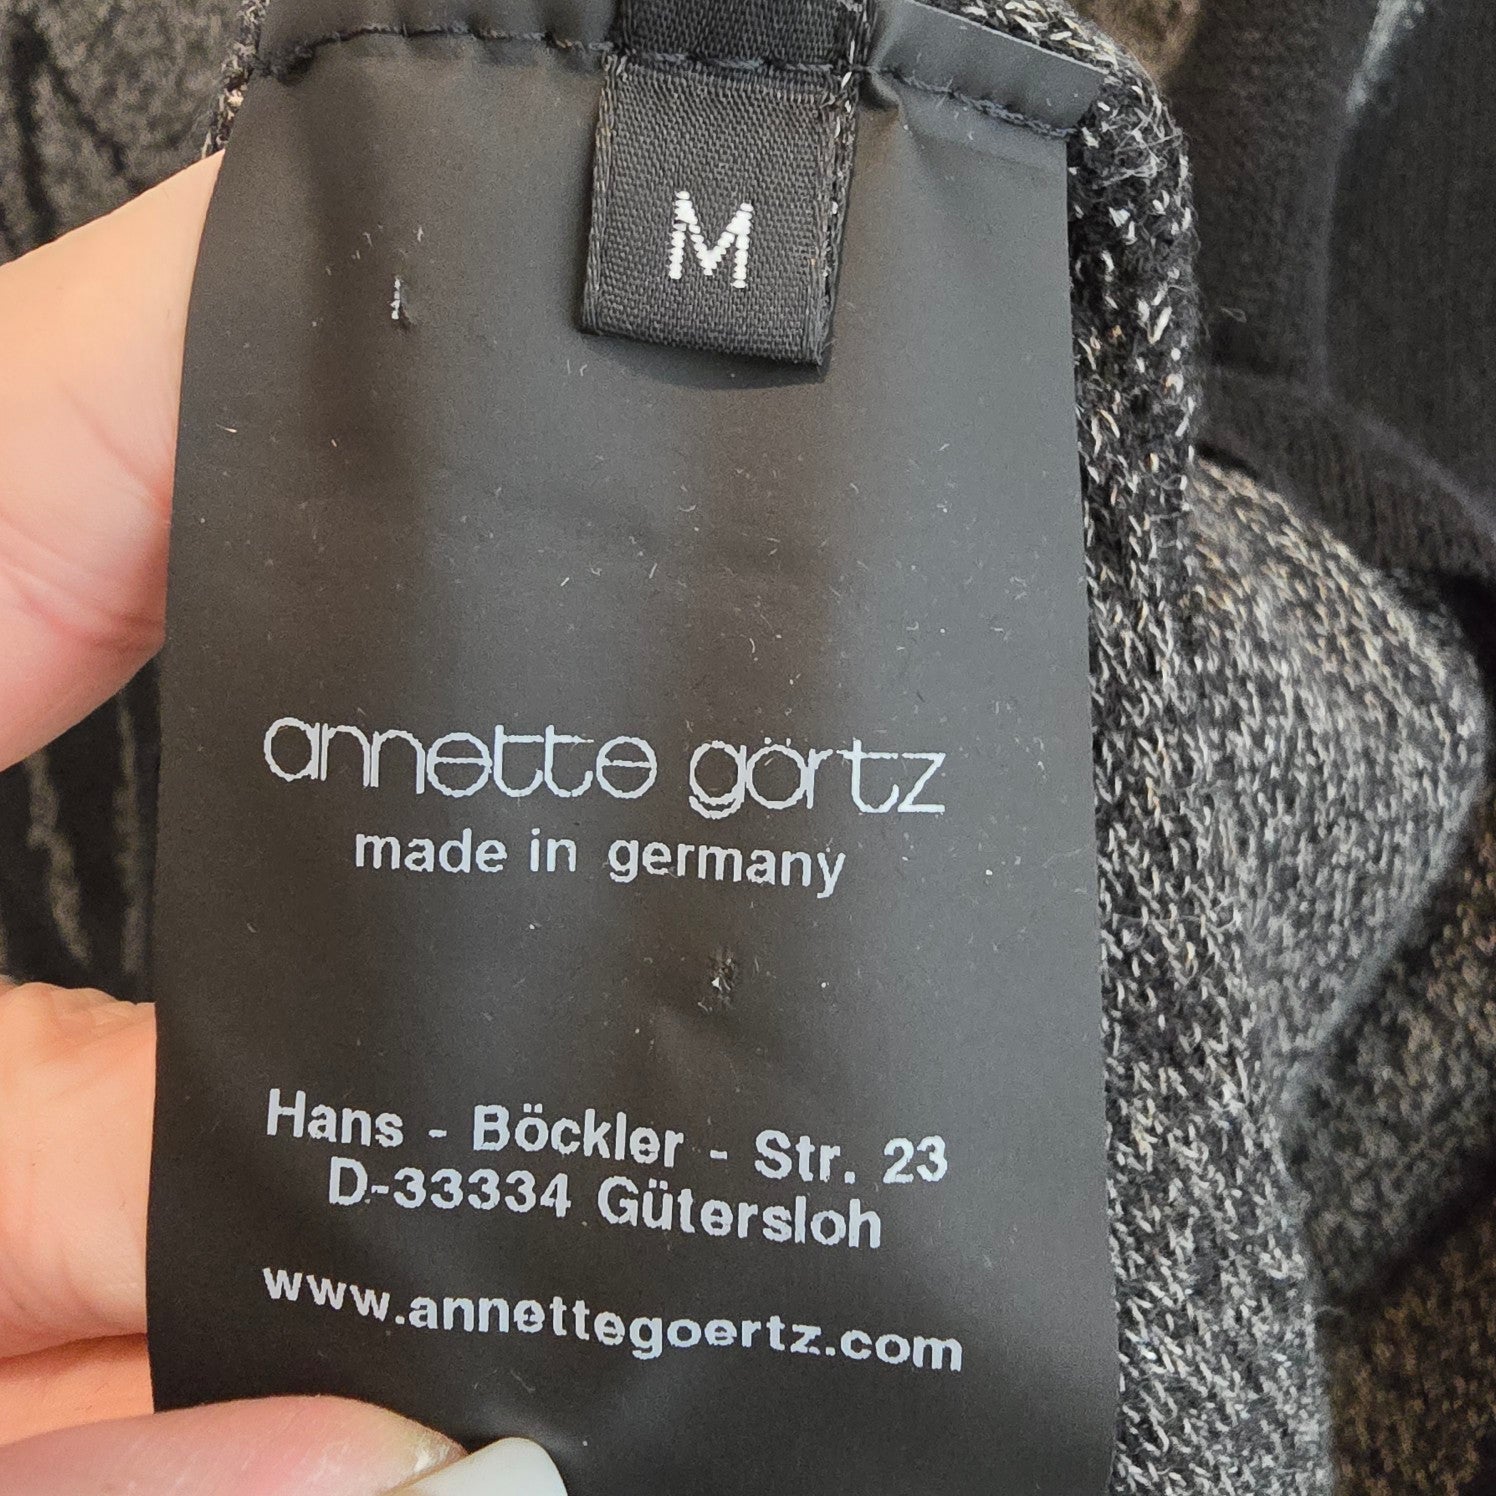 M
annette görtz
made in germany
Hans - Böckler - Str. 23
D-33334 Gütersloh
www.annettegoertz.com